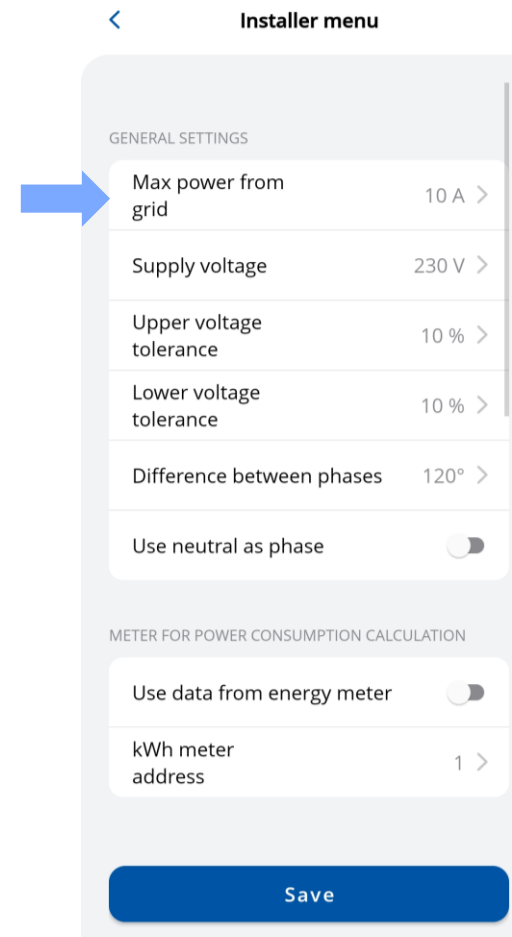 Installer menu
GENERAL SETTINGS
Max power from
grid
10 A
Supply voltage
230 V
Upper voltage
tolerance
10 %
Lower voltage
tolerance
10 %
Difference between phases
120°
Use neutral as phase
METER FOR POWER CONSUMPTION CALCULATION
Use data from energy meter
kWh meter
address
1
Save